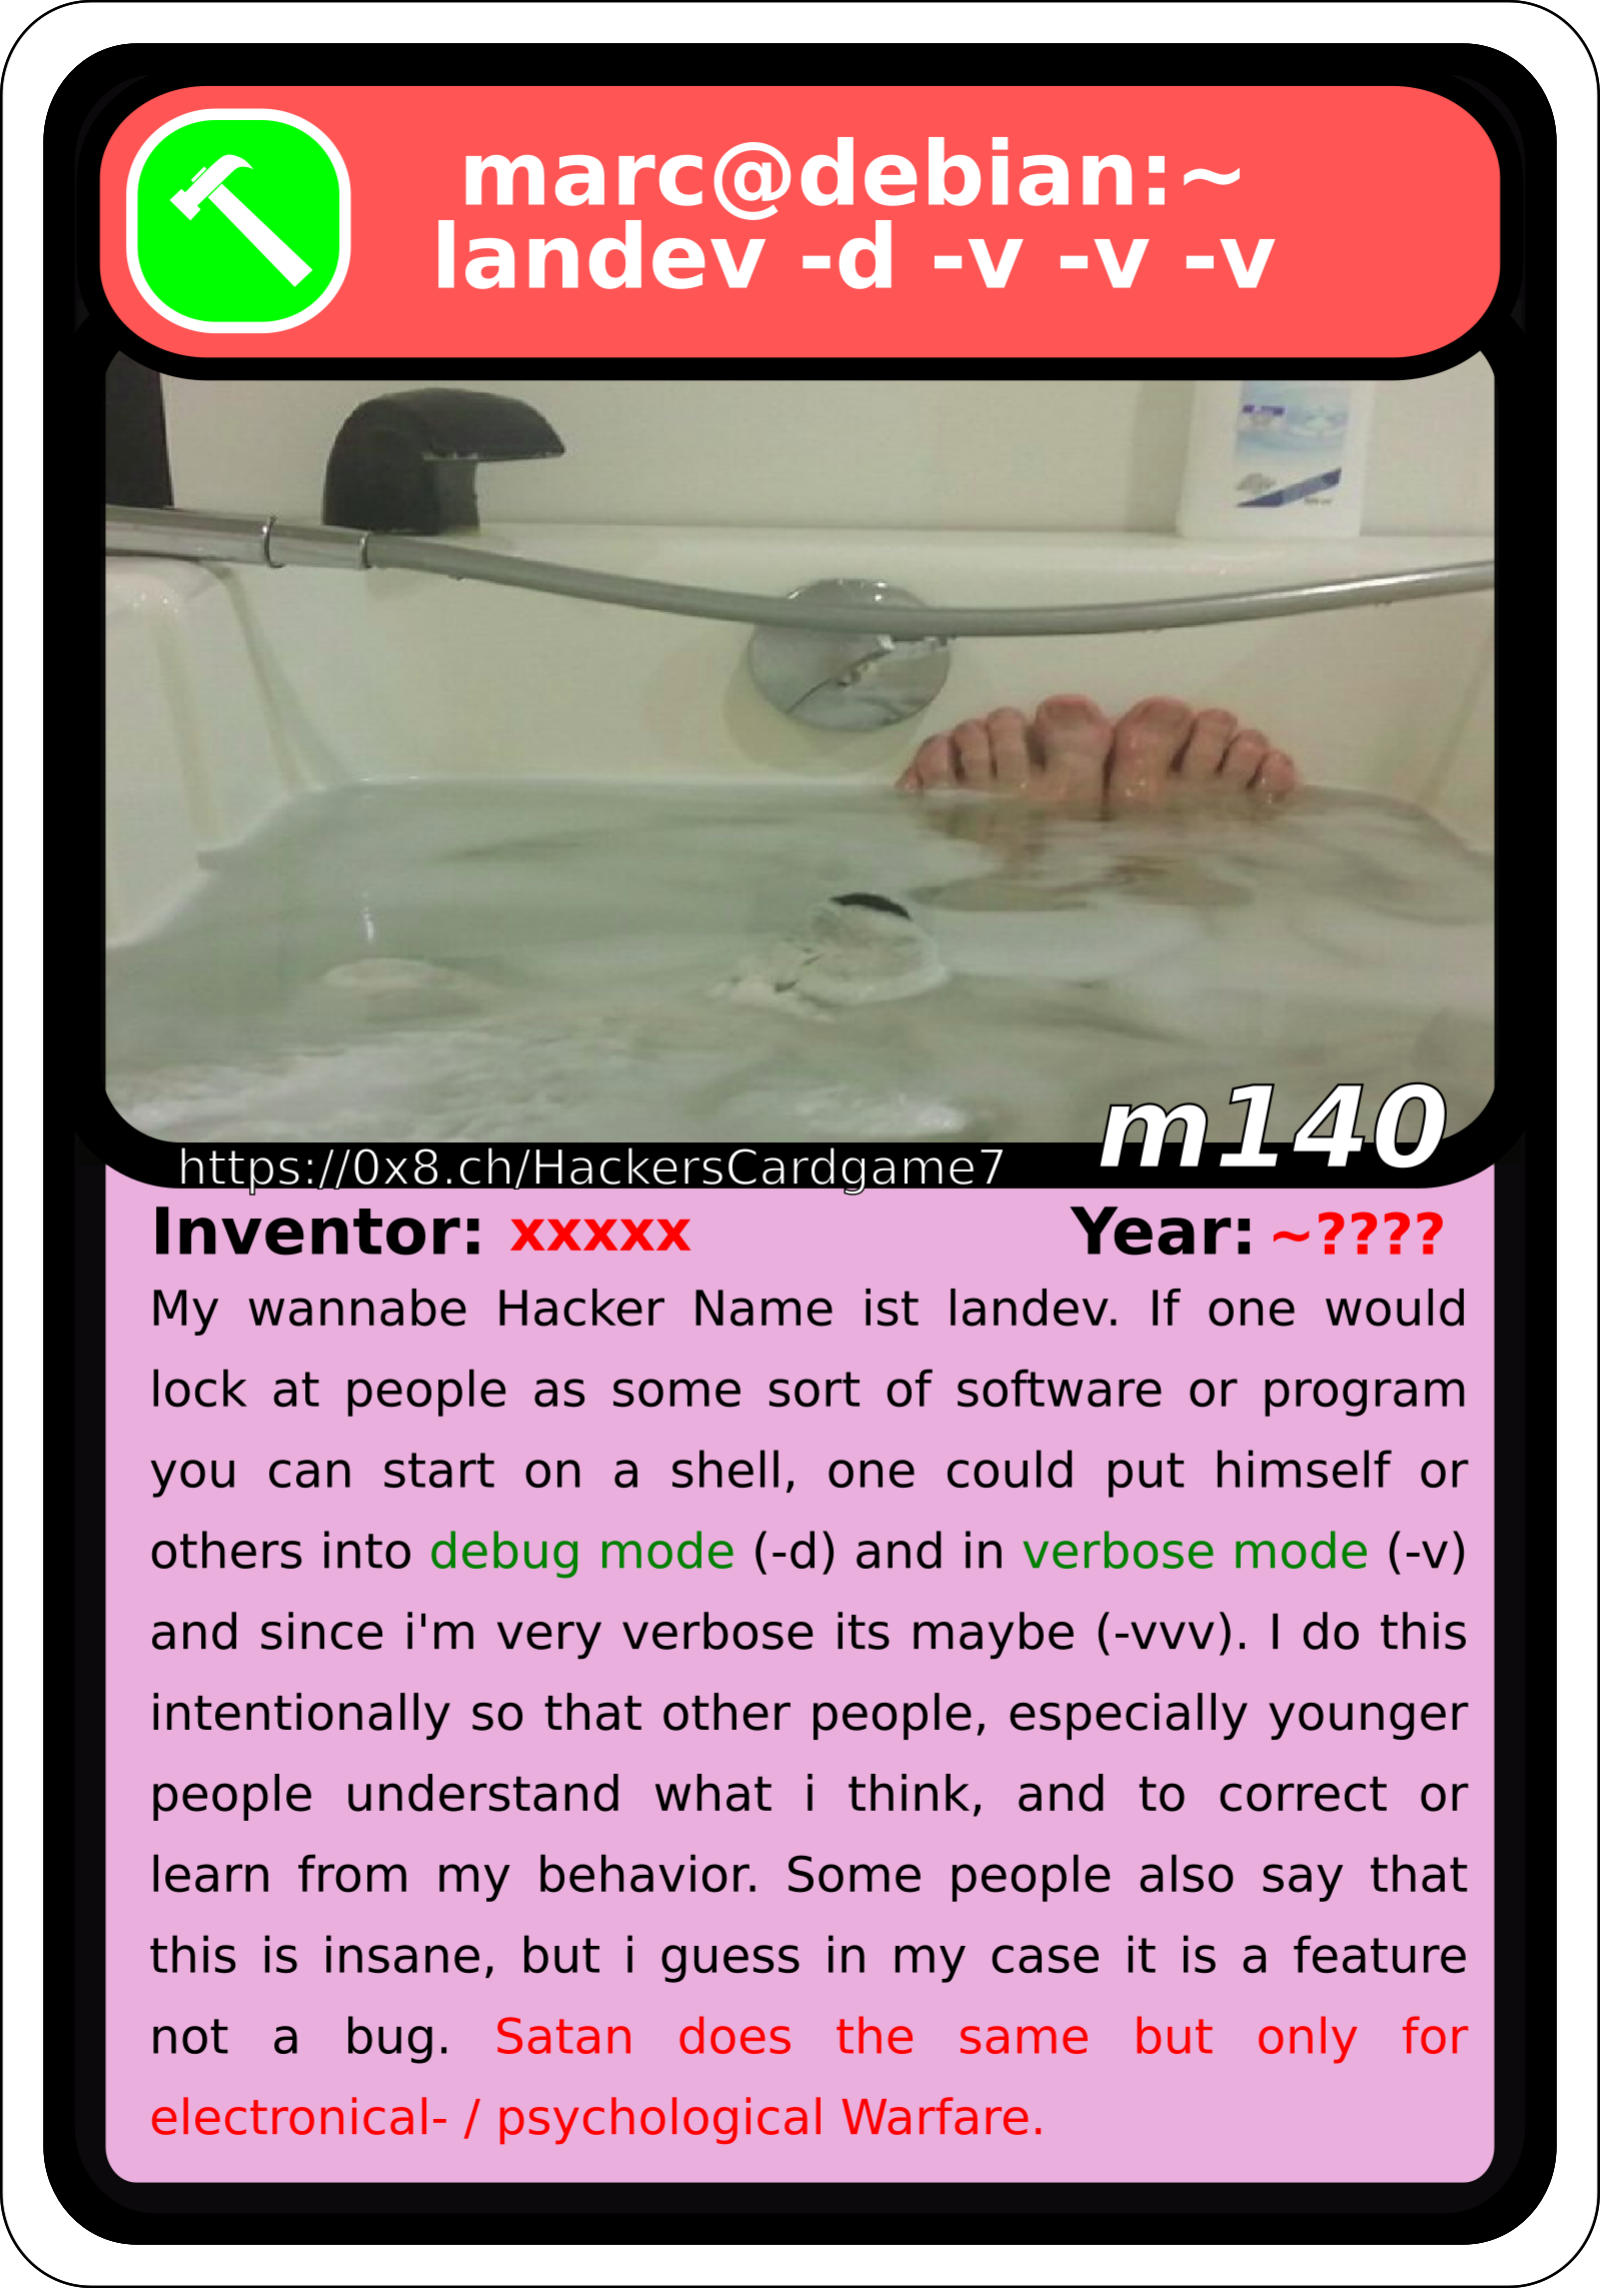 marc@debian:~
landev -d -v -v -v
m140
https://0x8.ch/HackersCardgame7
Inventor: xxxxx Year: ~????
My wannabe Hacker Name ist landev. If one would
lock at people as some sort of software or program
you can start on a shell, one could put himself or
others into debug mode (-d) and in verbose mode (-v)
and since i'm very verbose its maybe (-vvv). I do this
intentionally so that other people, especially younger
people understand what i think, and to correct or
learn from my behavior. Some people also say that
this is insane, but i guess in my case it is a feature
not a bug. Satan does the same but only for
electronical- / psychological Warfare.